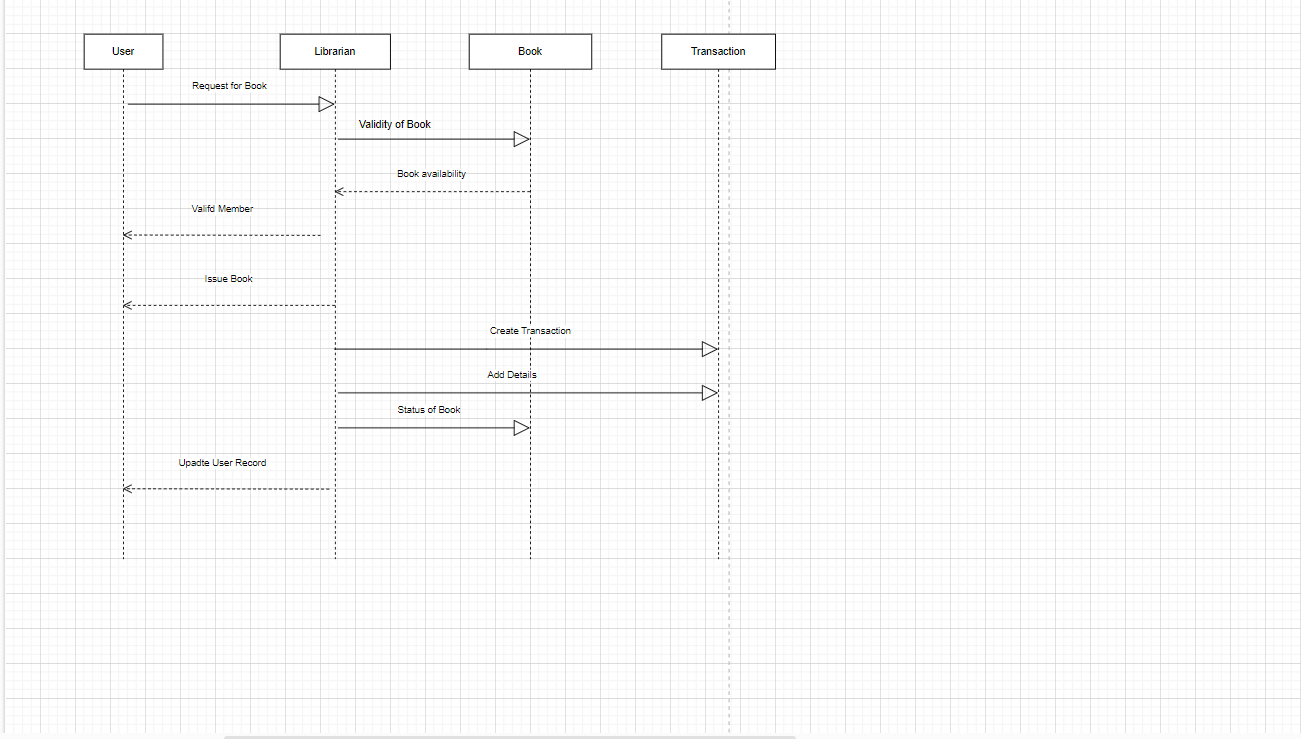 User
Librarian
Book
Transaction
Request for Book
Validity of Book
Book availability
Valifd Member
Issue Book
Create Transaction
Add Details
Status of Book
Upadte User Record